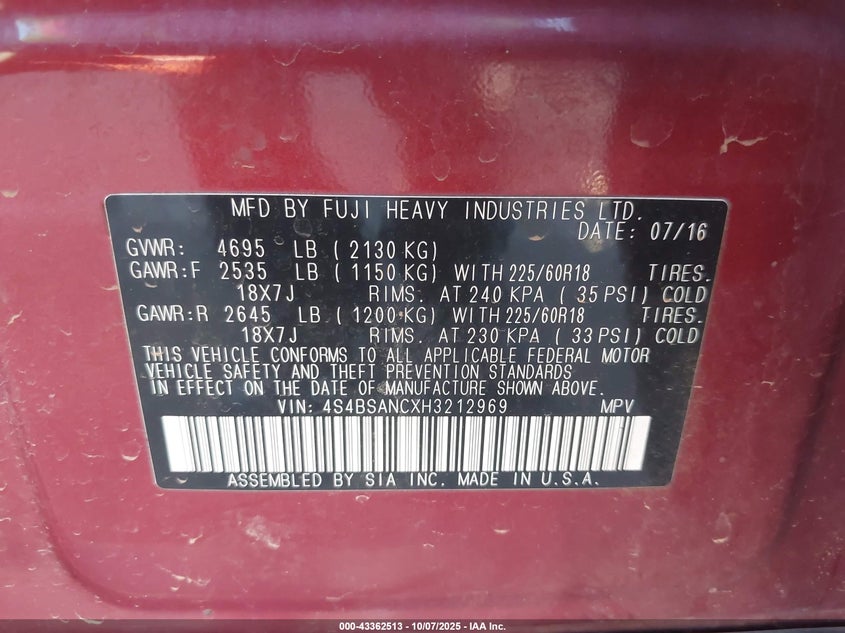 MFD BY FUJI HEAVY INDUSTRIES LTD.
DATE: 07/16
GVWR: 4695 LB ( 2130 KG)
GAWR:F 2535 LB ( 1150 KG) WITH 225/60R18 TIRES.
18X7J RIMS. AT 240 KPA ( 35 PSI) COLD
GAWR:R 2645 LB ( 1200 KG) WITH 225/60R18 TIRES.
18X7J RIMS. AT 230 KPA ( 33 PSI) COLD
THIS VEHICLE CONFORMS TO ALL APPLICABLE FEDERAL MOTOR
VEHICLE SAFETY AND THEFT PREVENTION STANDARDS
IN EFFECT ON THE DATE OF MANUFACTURE SHOWN ABOVE.
VIN: 4S4BSANCXH3212969 MPV
ASSEMBLED BY SIA INC. MADE IN U.S.A.
000-43362513 - 10/07/2025 - IAA Inc.